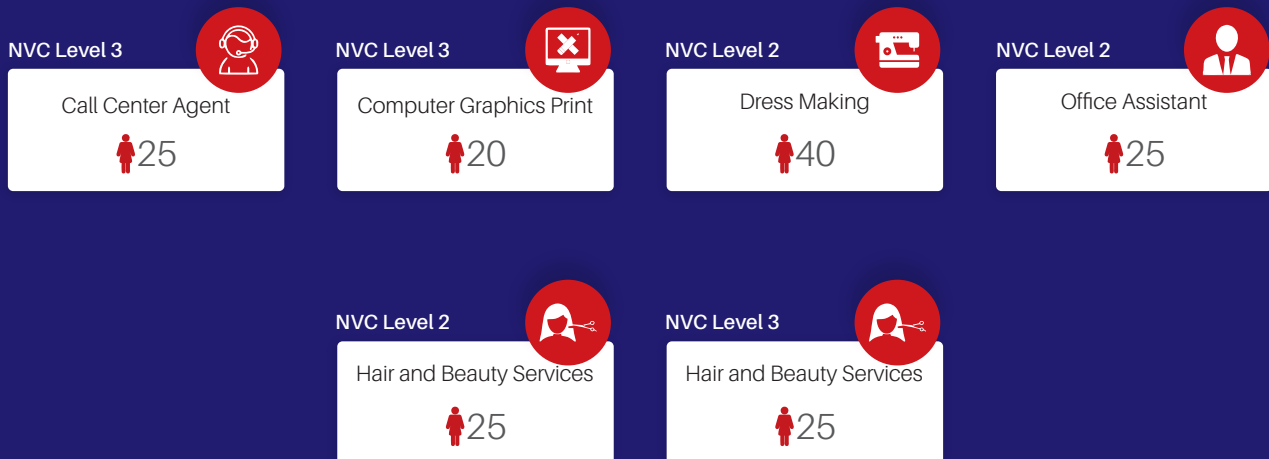 NVC Level 3
Call Center Agent
25
NVC Level 3
Computer Graphics Print
20
NVC Level 2
Dress Making
40
NVC Level 2
Office Assistant
25
NVC Level 2
Hair and Beauty Services
25
NVC Level 3
Hair and Beauty Services
25